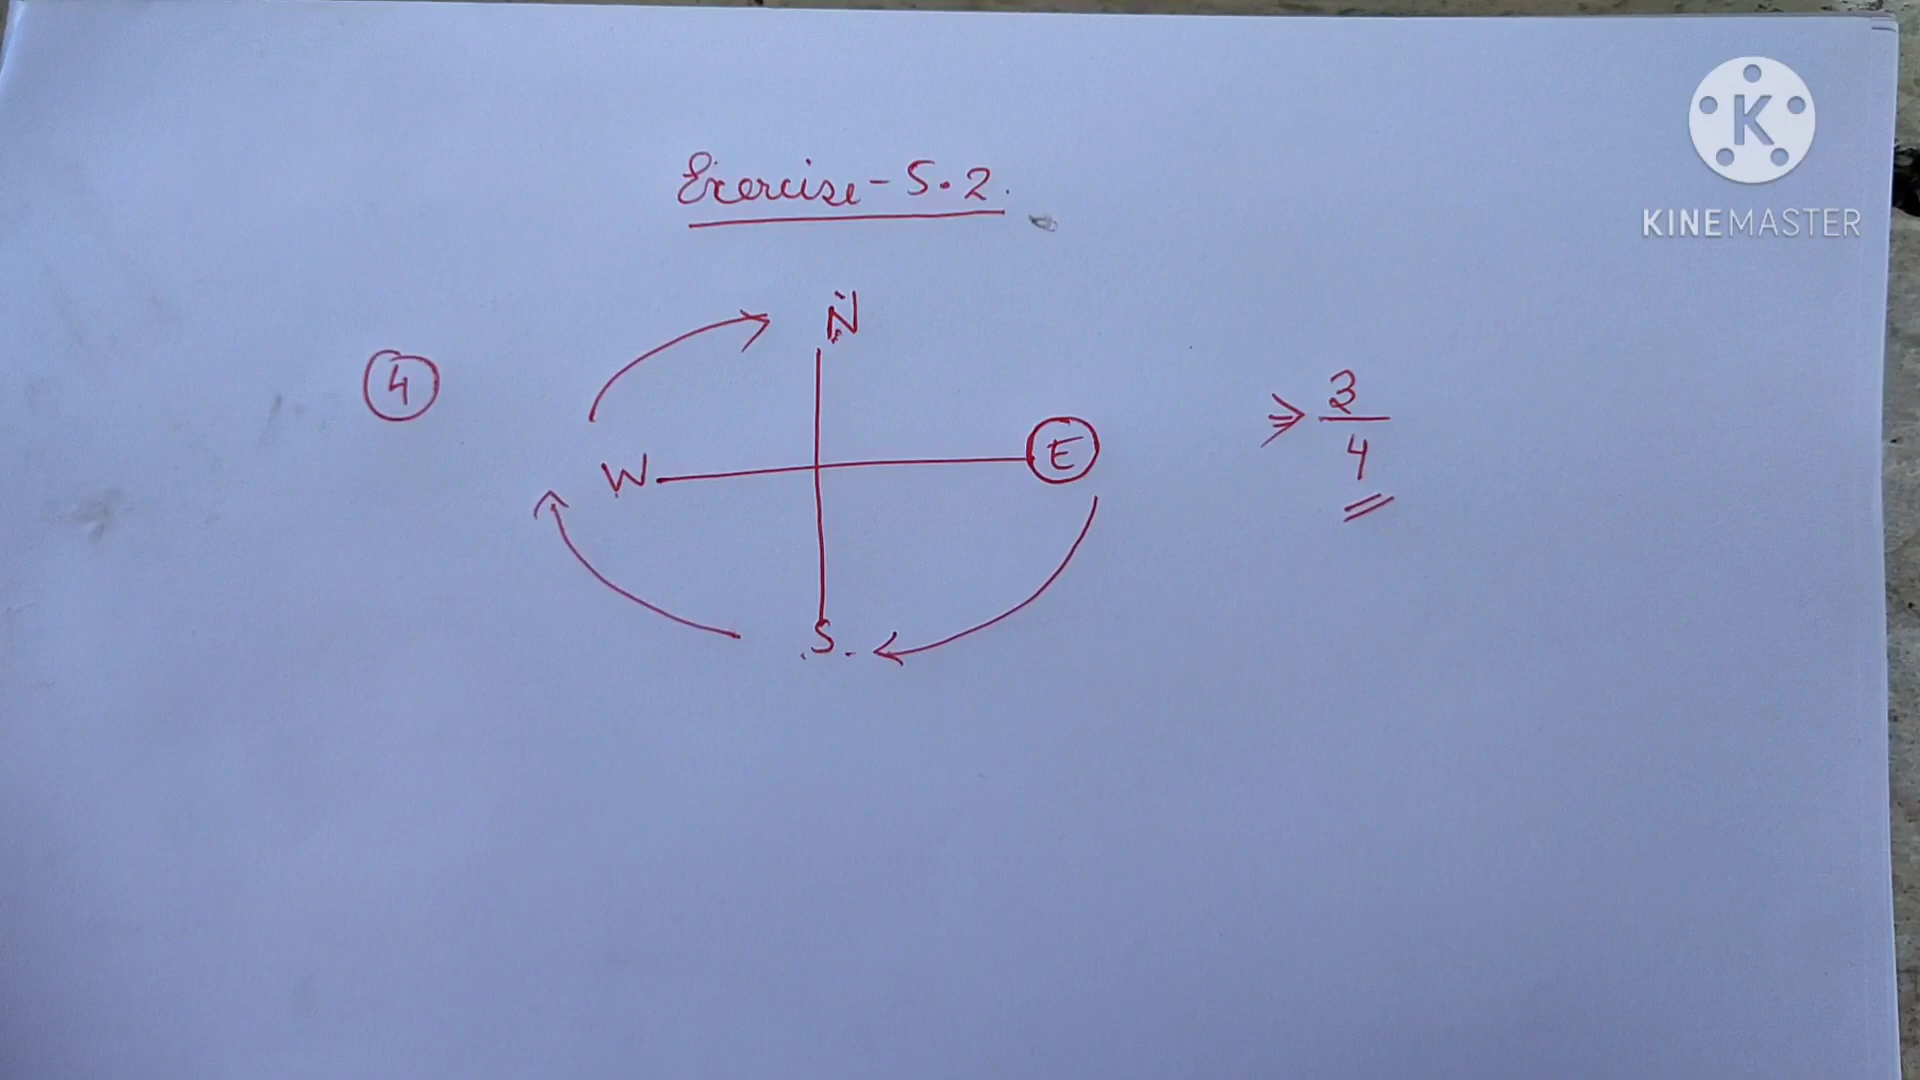 Exercise - 5.2.
N
4
W
E
S.
⇒ 3/4
K
KINEMASTER